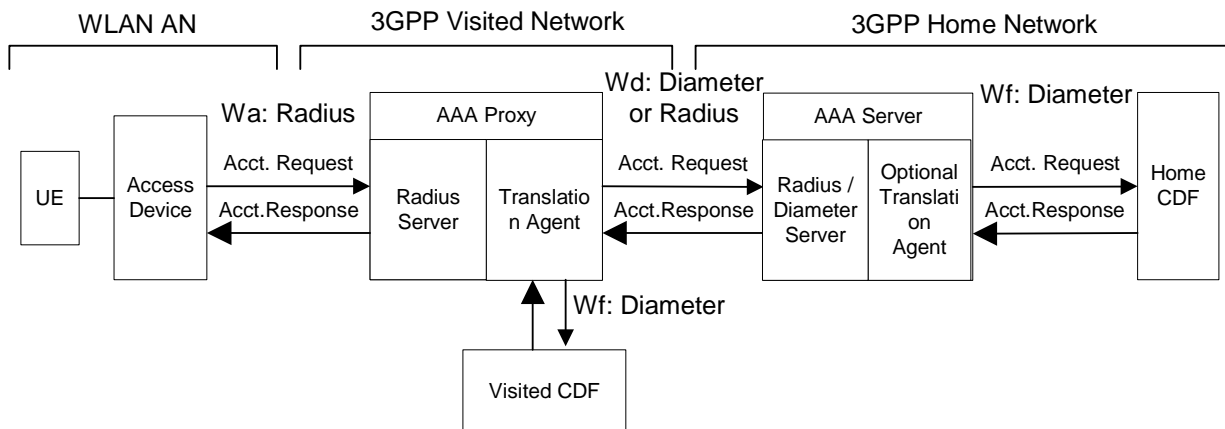 WLAN AN
3GPP Visited Network
3GPP Home Network
Wa: Radius
Wd: Diameter
or Radius
Wf: Diameter
UE
Access
Device
Acct. Request
Acct.Response
AAA Proxy
Radius
Server
Translatio
n Agent
Acct. Request
Acct.Response
AAA Server
Radius /
Diameter
Server
Optional
Translati
on
Agent
Acct. Request
Acct.Response
Home
CDF
Wf: Diameter
Visited CDF